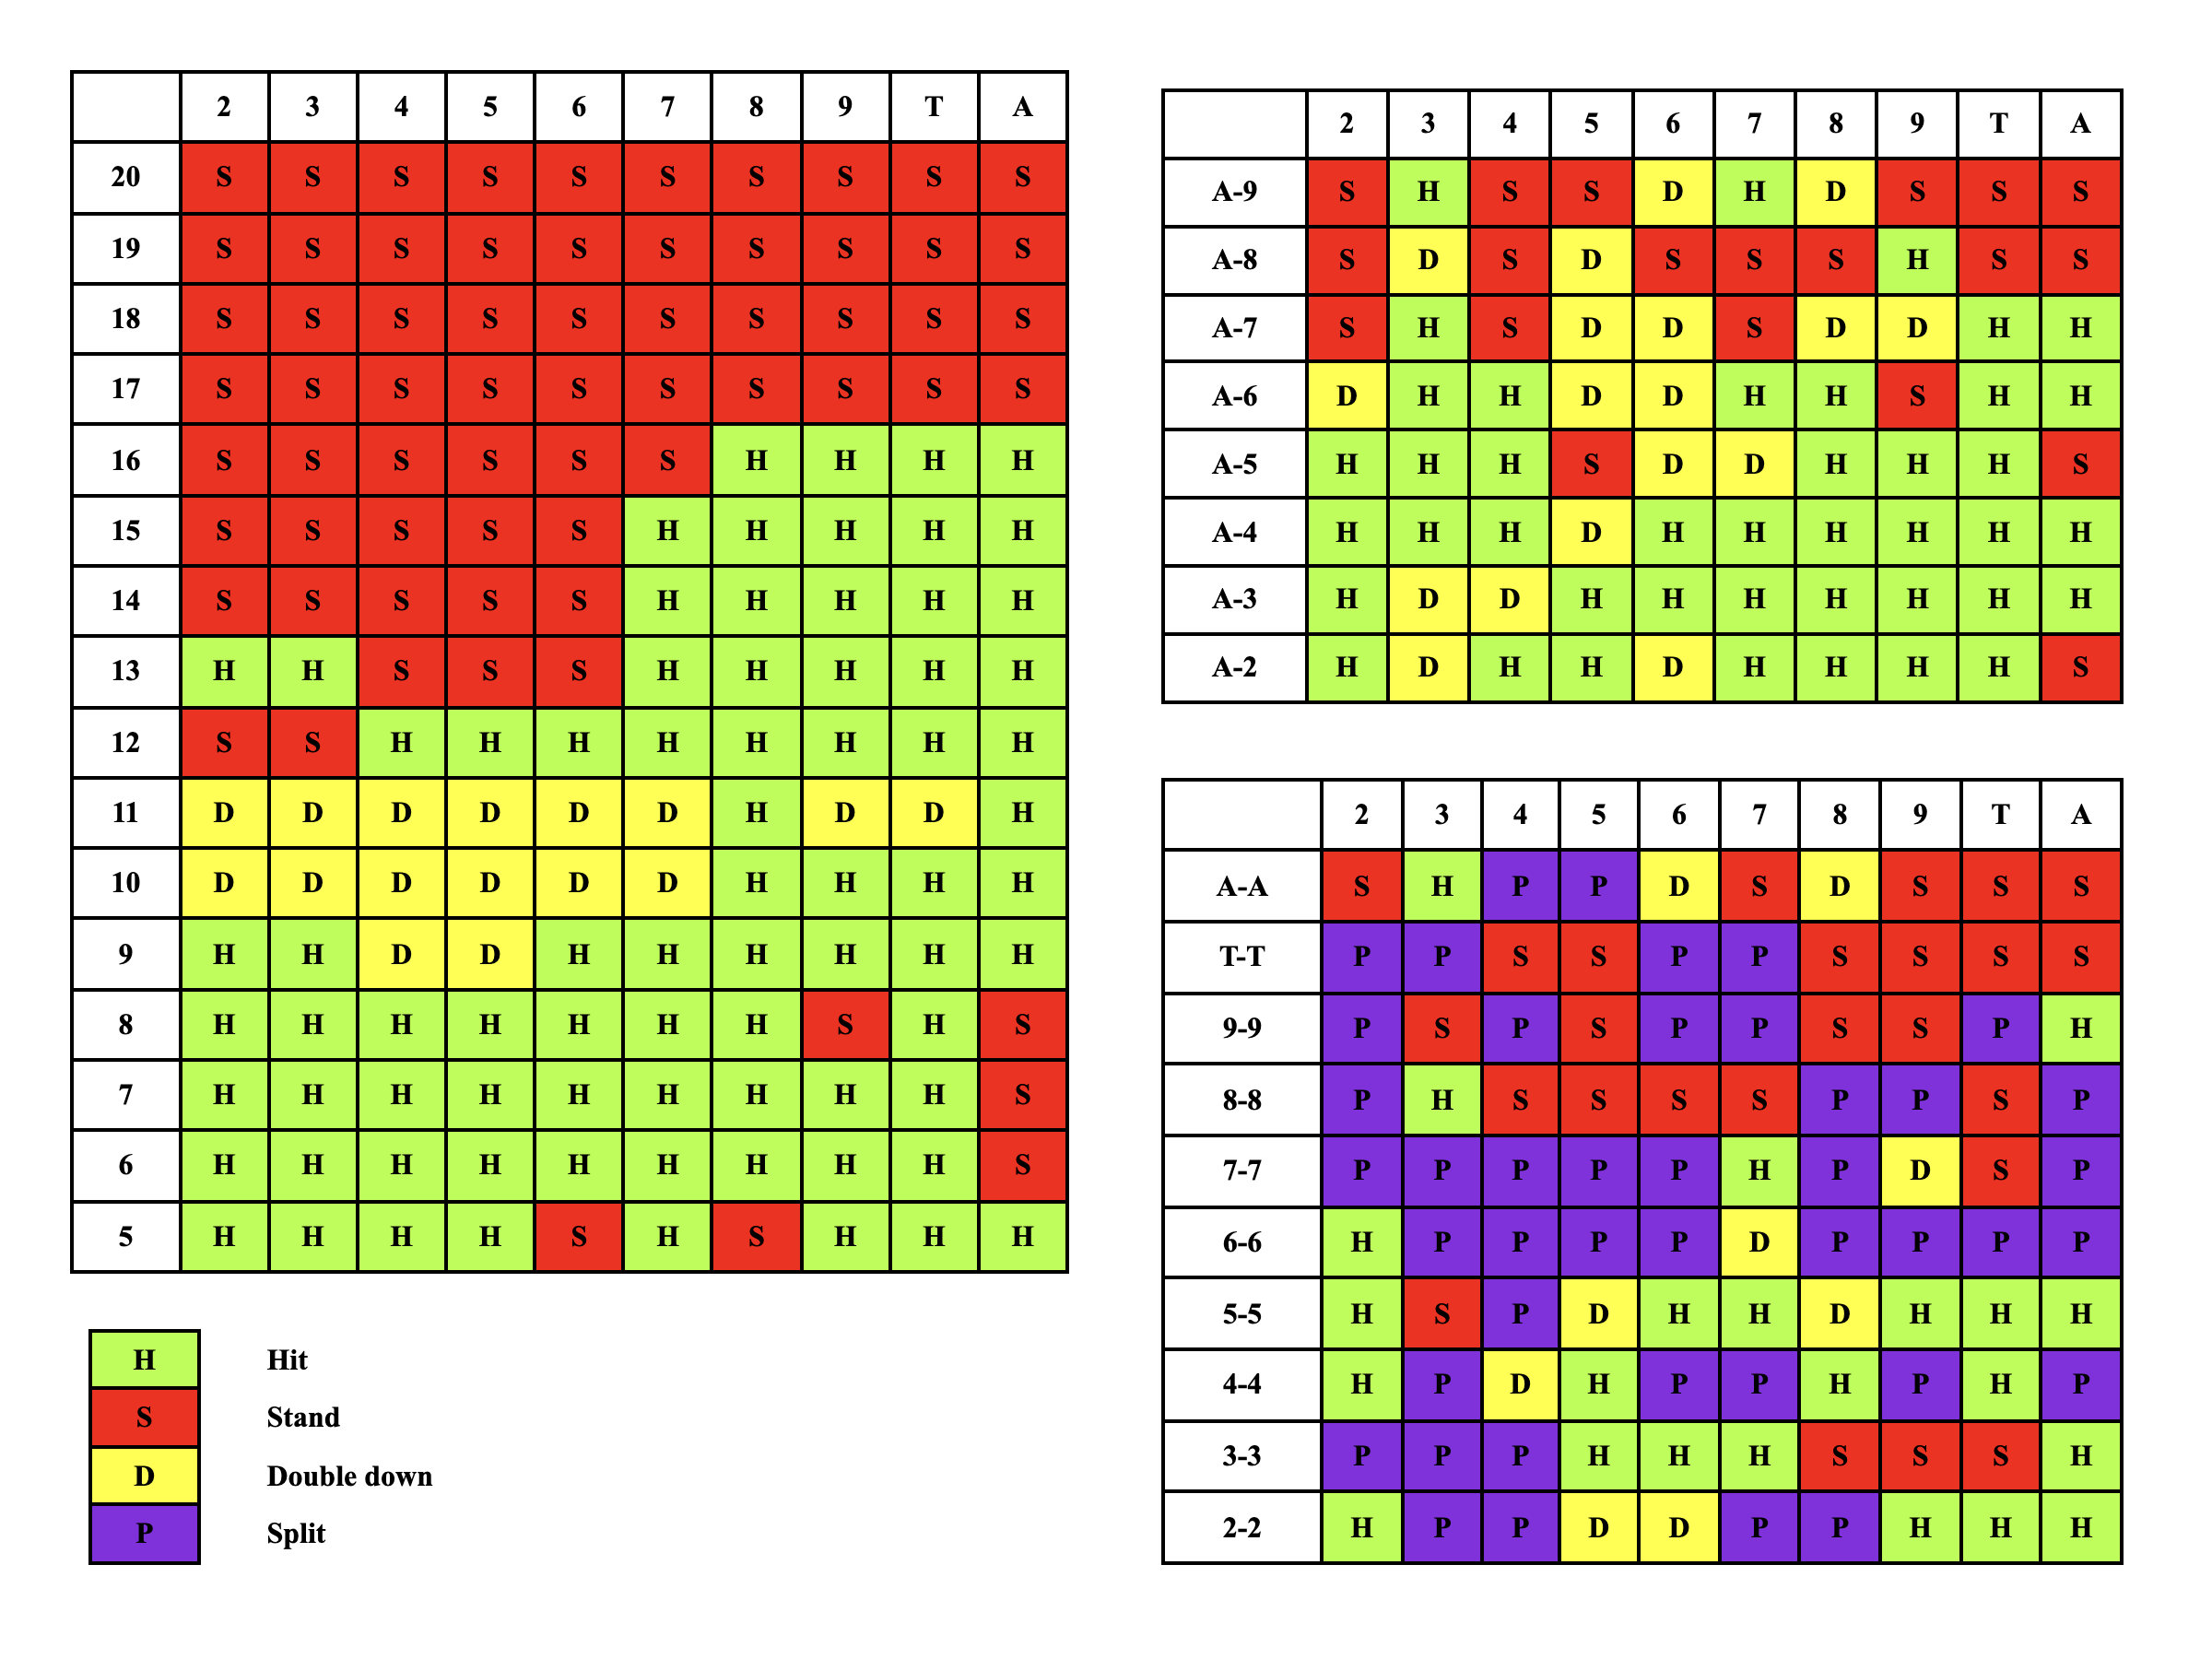 2 3 4 5 6 7 8 9 T A
20 S S S S S S S S S S
19 S S S S S S S S S S
18 S S S S S S S S S S
17 S S S S S S S S S S
16 S S S S S S H H H H
15 S S S S S H H H H H
14 S S S S S H H H H H
13 H H S S S H H H H H
12 S S H H H H H H H H
11 D D D D D D H D D H
10 D D D D D D H H H H
9 H H D D H H H H H H
8 H H H H H H H S H S
7 H H H H H H H H H S
6 H H H H H H H H H S
5 H H H H S H S H H H
H Hit
S Stand
D Double down
P Split
2 3 4 5 6 7 8 9 T A
A-9 S H S S D H D S S S
A-8 S D S D S S S H S S
A-7 S H S D D S D D H H
A-6 D H H D D H H S H H
A-5 H H H S D D H H H S
A-4 H H H D H H H H H H
A-3 H D D H H H H H H H
A-2 H D H H D H H H H S
2 3 4 5 6 7 8 9 T A
A-A S H P P D S D S S S
T-T P P S S P P S S S S
9-9 P S P S P P S S P H
8-8 P H S S S S P P S P
7-7 P P P P P H P D S P
6-6 H P P P P D P P P P
5-5 H S P D H H D H H H
4-4 H P D H P P H P H P
3-3 P P P H H H S S S H
2-2 H P P D D P P H H H